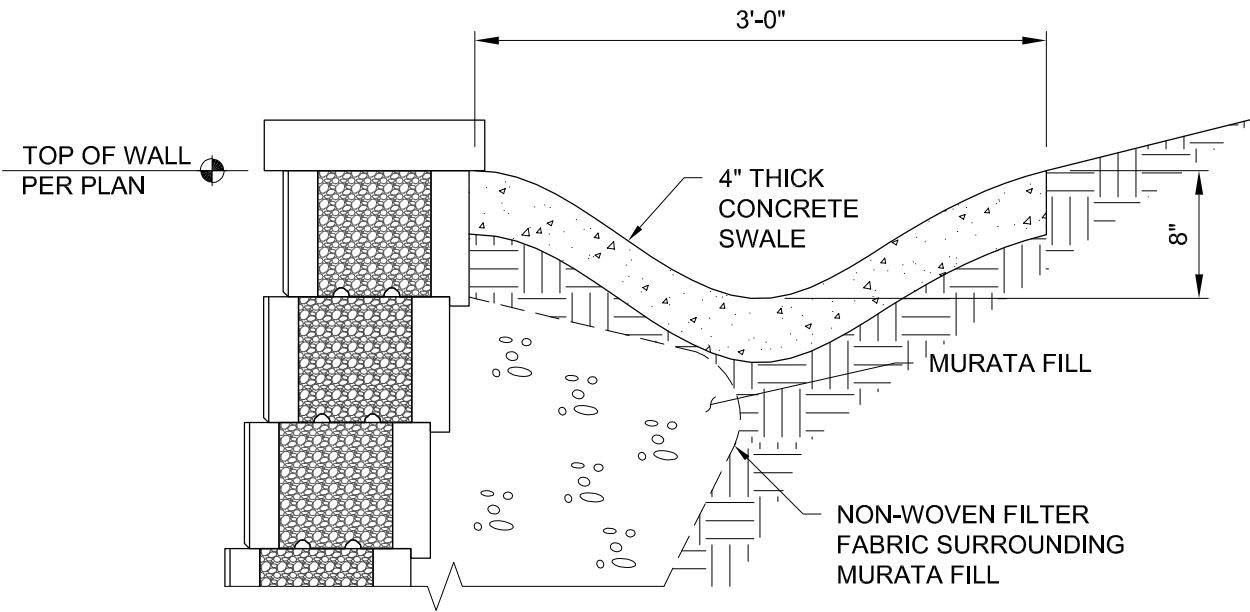 3'-0"
TOP OF WALL
PER PLAN
4" THICK
CONCRETE
SWALE
8"
MURATA FILL
NON-WOVEN FILTER
FABRIC SURROUNDING
MURATA FILL